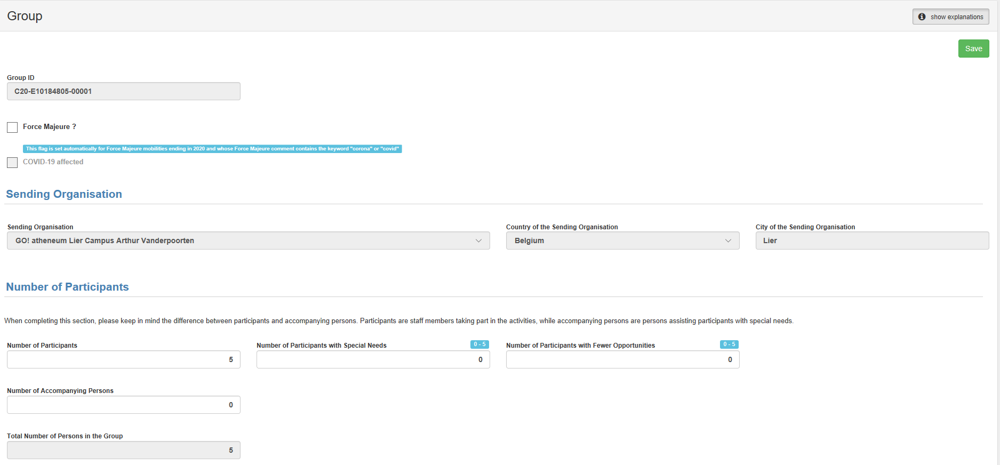 Group
show explanations
Save
Group ID
C20-E10184805-00001
Force Majeure ?
This flag is set automatically for Force Majeure mobilities ending in 2020 and whose Force Majeure comment contains the keyword "corona" or "covid"
COVID-19 affected
Sending Organisation
Sending Organisation
Country of the Sending Organisation
City of the Sending Organisation
GO! atheneum Lier Campus Arthur Vanderpoorten
Belgium
Lier
Number of Participants
When completing this section, please keep in mind the difference between participants and accompanying persons. Participants are staff members taking part in the activities, while accompanying persons are persons assisting participants with special needs.
Number of Participants
Number of Participants with Special Needs
0 - 5
Number of Participants with Fewer Opportunities
0 - 5
5
0
0
Number of Accompanying Persons
0
Total Number of Persons in the Group
5